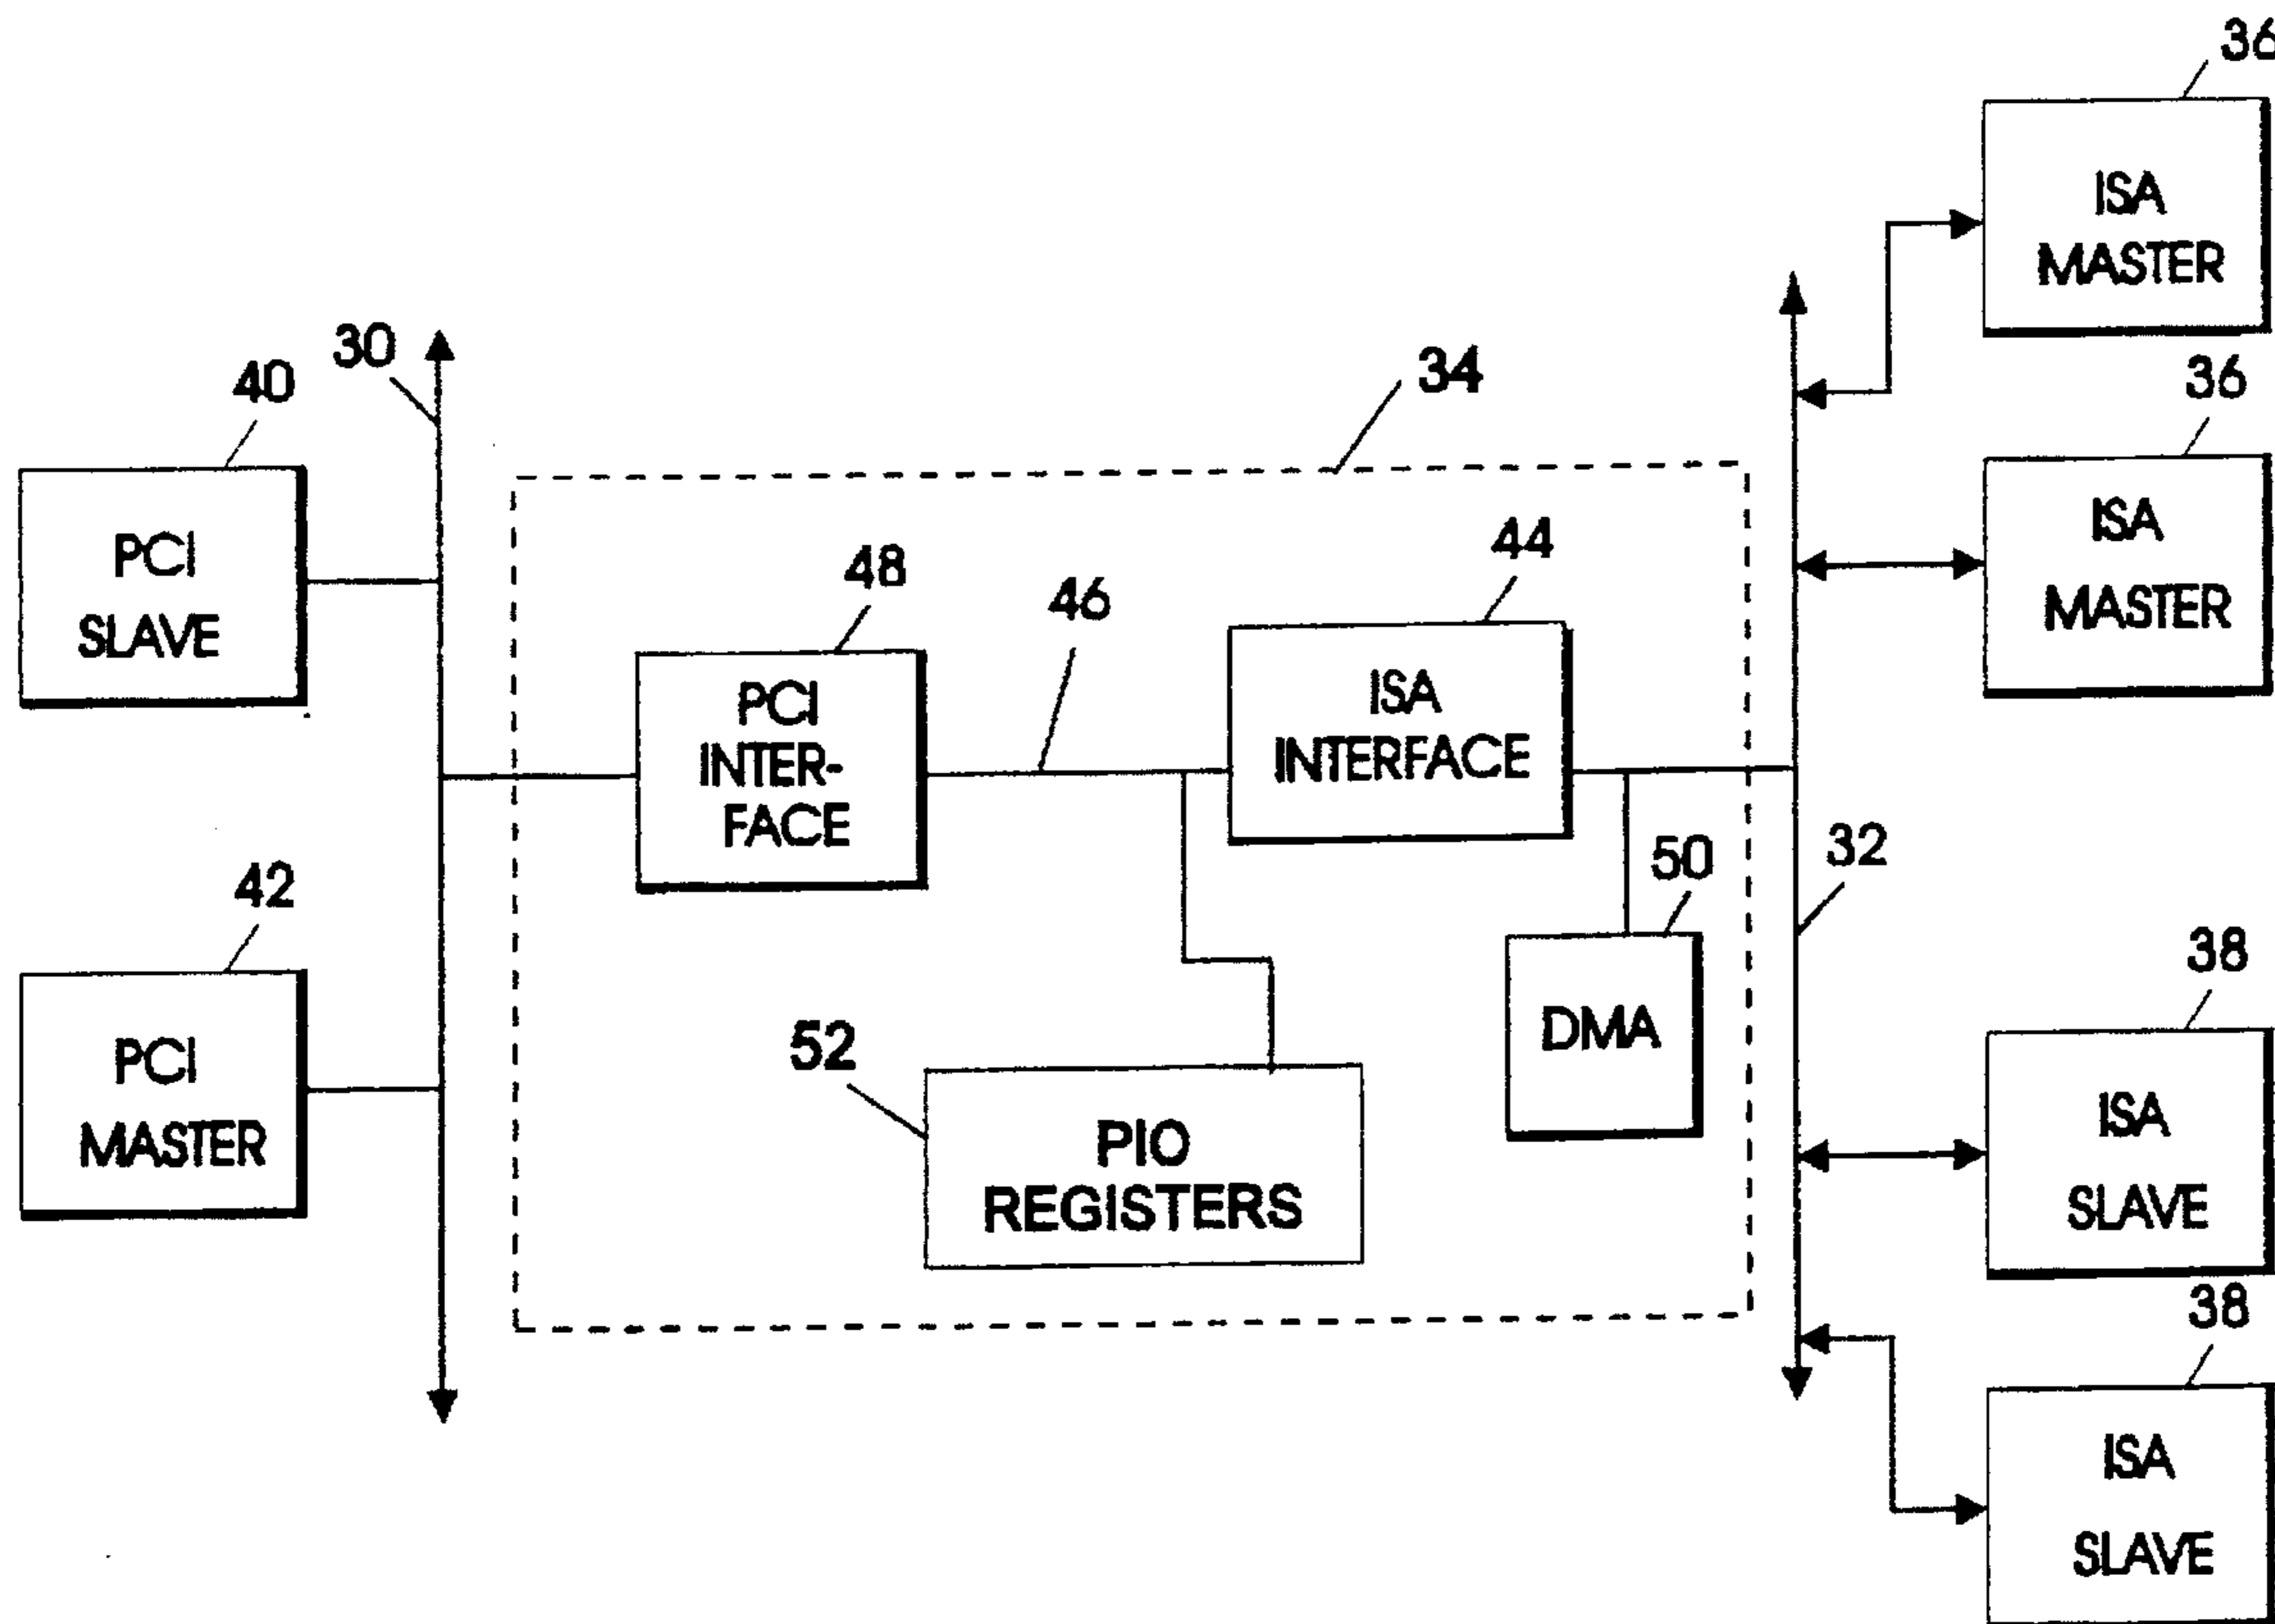 36
ISA
MASTER
36
ISA
MASTER
30
40
PCI
SLAVE
34
48
PCI
INTER-
FACE
46
44
ISA
INTERFACE
50
DMA
32
42
PCI
MASTER
52
PIO
REGISTERS
38
ISA
SLAVE
38
ISA
SLAVE